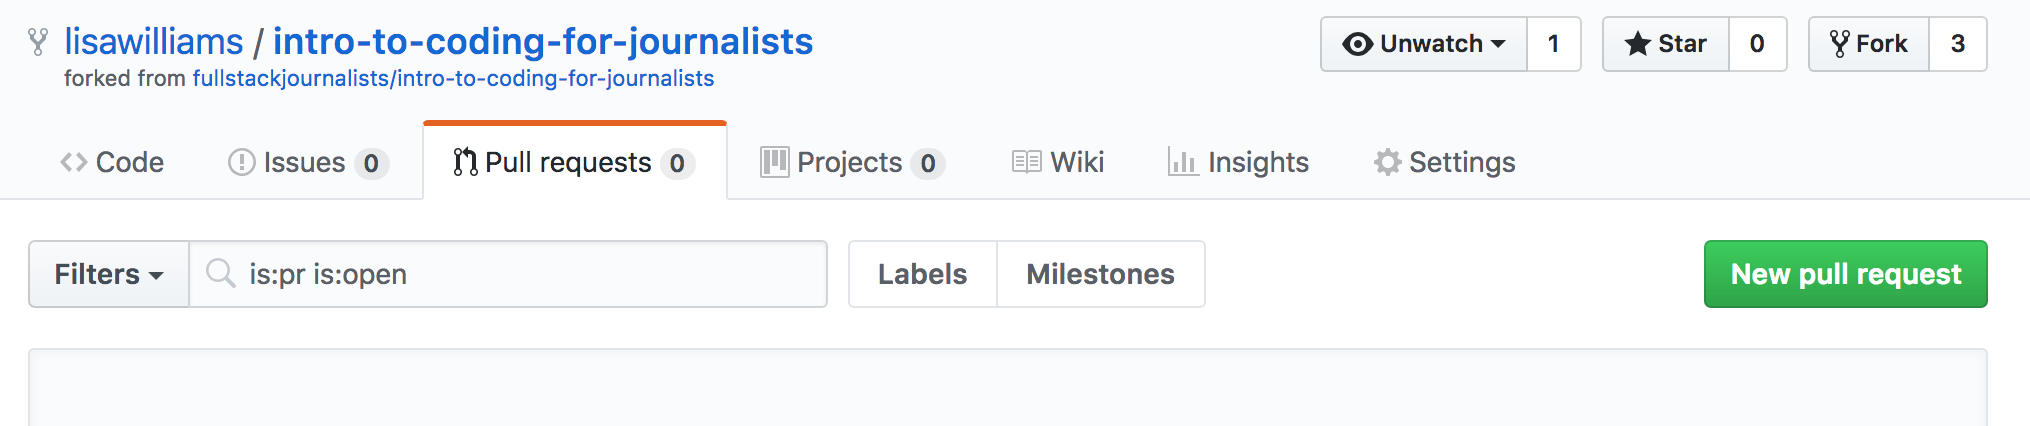 lisawilliams / intro-to-coding-for-journalists
Unwatch 1 Star 0 Fork 3
forked from fullstackjournalists/intro-to-coding-for-journalists
Code Issues 0 Pull requests 0 Projects 0 Wiki Insights Settings
Filters is:pr is:open Labels Milestones New pull request